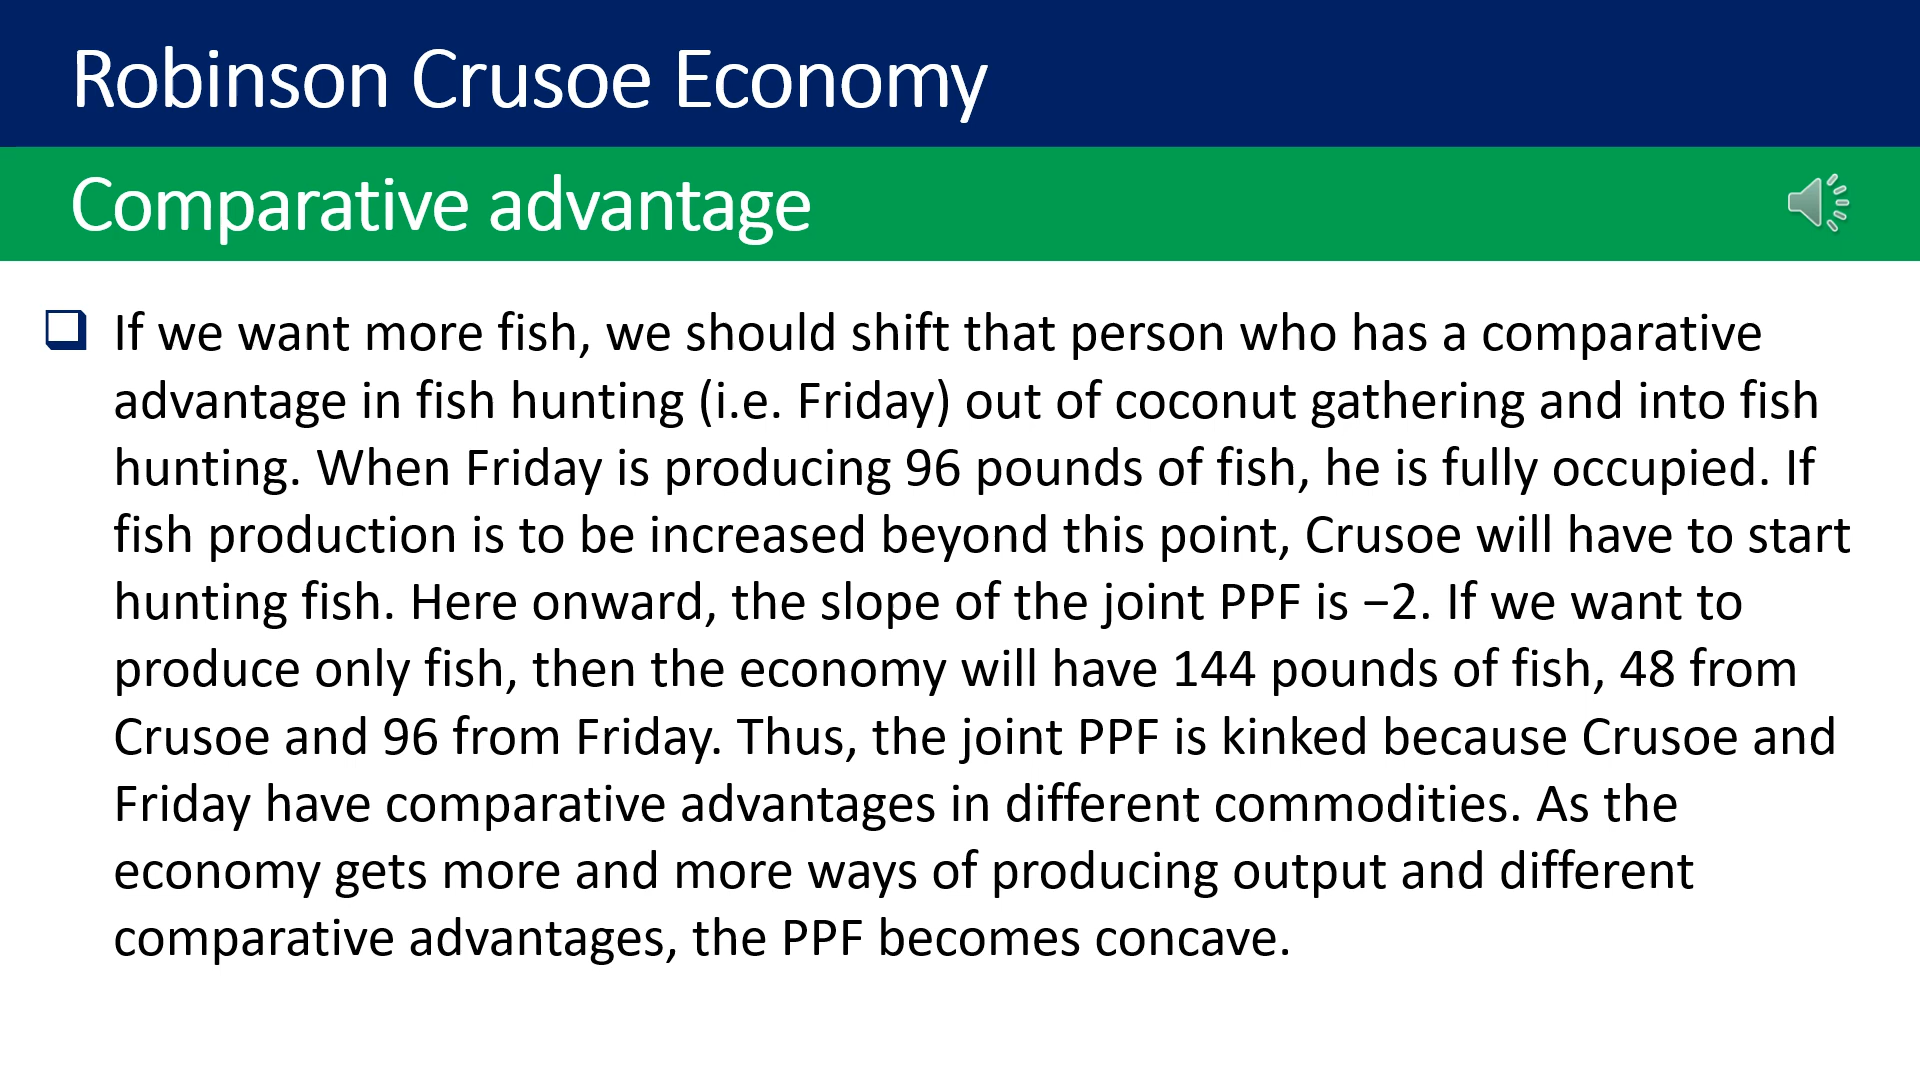 Robinson Crusoe Economy
Comparative advantage
If we want more fish, we should shift that person who has a comparative
advantage in fish hunting (i.e. Friday) out of coconut gathering and into fish
hunting. When Friday is producing 96 pounds of fish, he is fully occupied. If
fish production is to be increased beyond this point, Crusoe will have to start
hunting fish. Here onward, the slope of the joint PPF is −2. If we want to
produce only fish, then the economy will have 144 pounds of fish, 48 from
Crusoe and 96 from Friday. Thus, the joint PPF is kinked because Crusoe and
Friday have comparative advantages in different commodities. As the
economy gets more and more ways of producing output and different
comparative advantages, the PPF becomes concave.